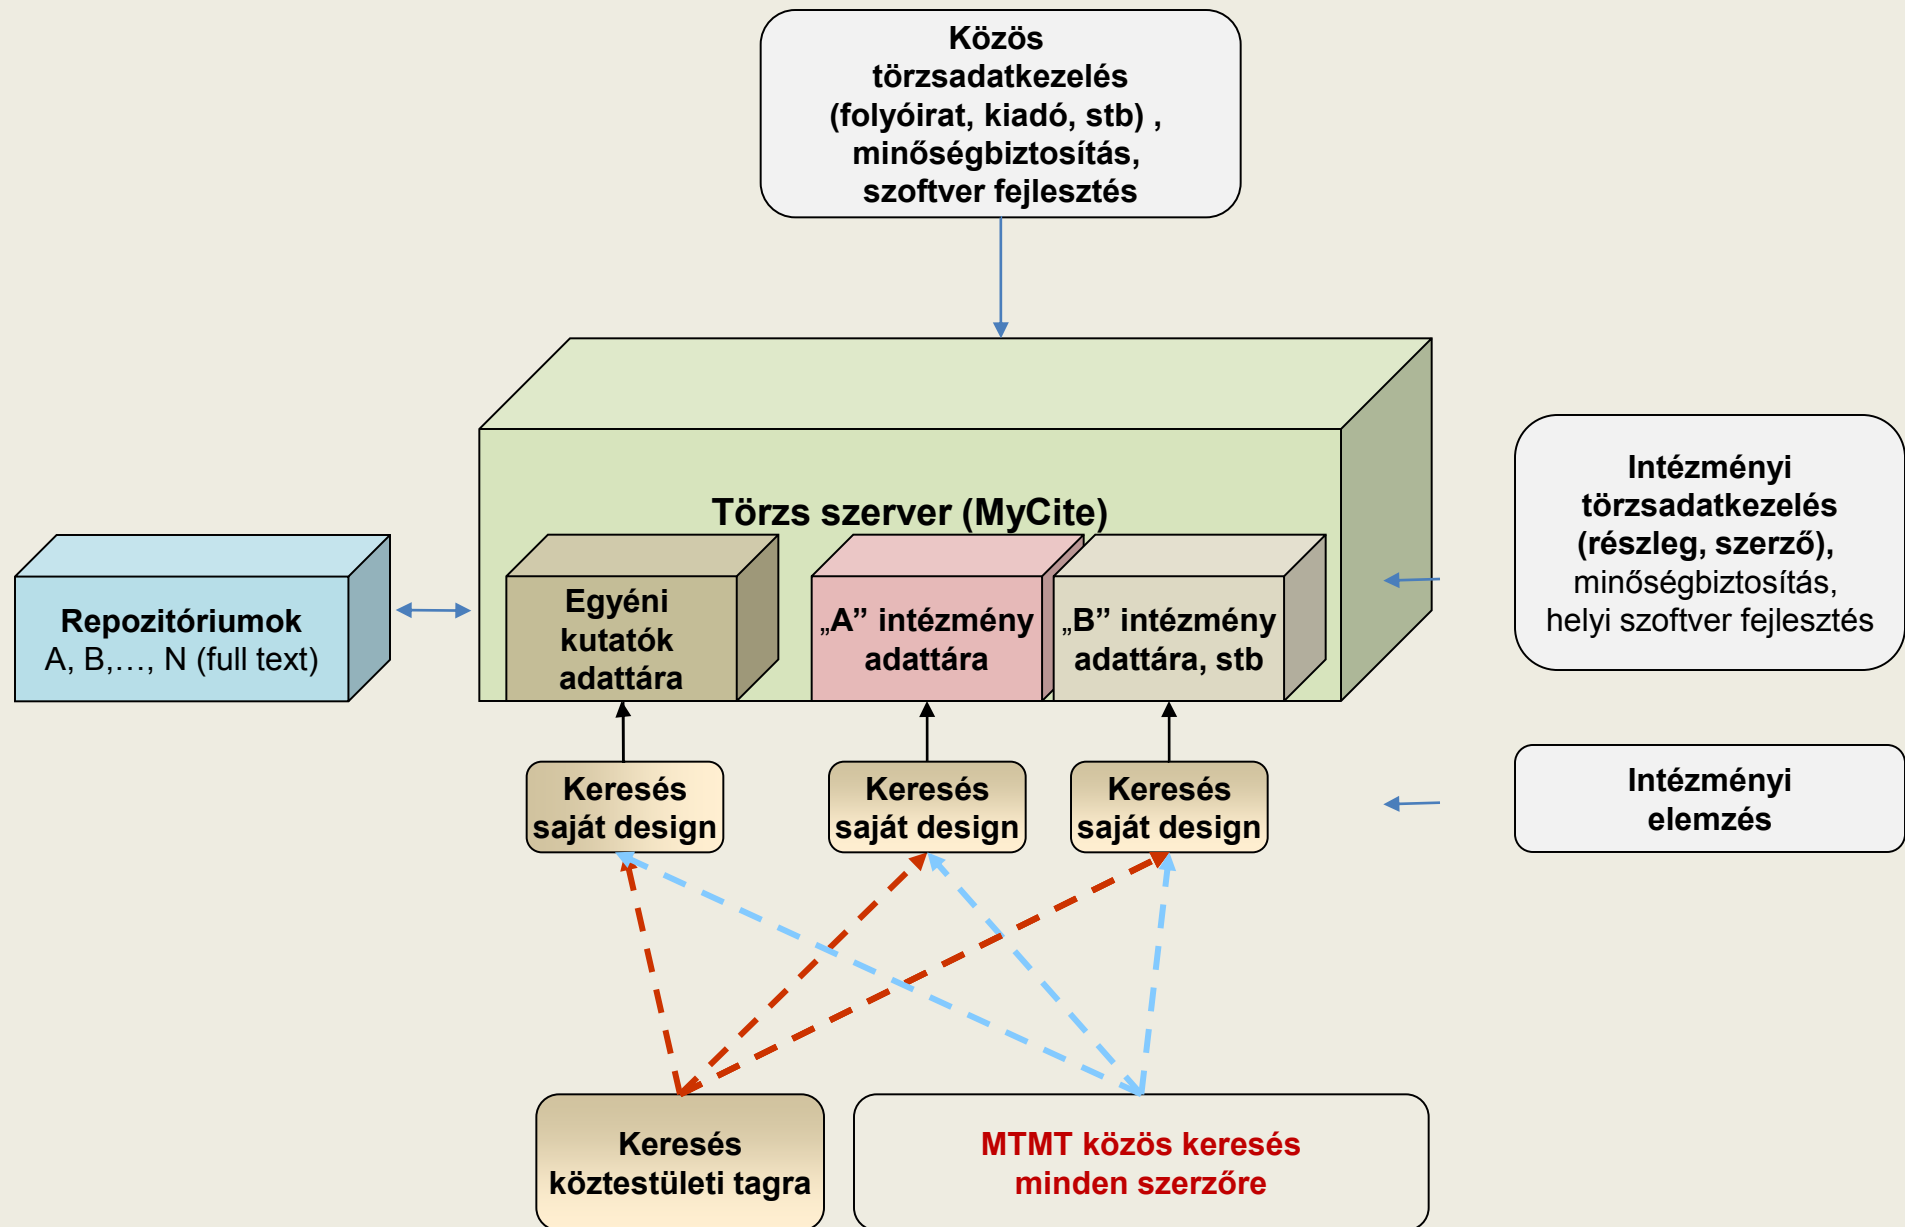 Közös
törzsadatkezelés
(folyóirat, kiadó, stb) ,
minőségbiztosítás,
szoftver fejlesztés
Törzs szerver (MyCite)
Repozitóriumok
A, B,…, N (full text)
Egyéni
kutatók
adattára
„A” intézmény
adattára
„B” intézmény
adattára, stb
Intézményi
törzsadatkezelés
(részleg, szerző),
minőségbiztosítás,
helyi szoftver fejlesztés
Keresés
saját design
Keresés
saját design
Keresés
saját design
Intézményi
elemzés
Keresés
köztestületi tagra
MTMT közös keresés
minden szerzőre